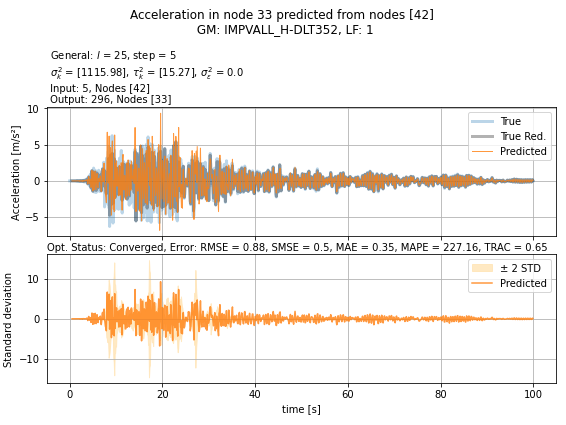 Acceleration in node 33 predicted from nodes [42]
GM: IMPVALL_H-DLT352, LF: 1
General: l = 25, step = 5
σ²ₖ = [1115.98], τ²ₖ = [15.27], σ²_ε = 0.0
Input: 5, Nodes [42]
Output: 296, Nodes [33]
10
5
0
−5
Acceleration [m/s²]
True
True Red.
Predicted
Opt. Status: Converged, Error: RMSE = 0.88, SMSE = 0.5, MAE = 0.35, MAPE = 227.16, TRAC = 0.65
10
0
−10
Standard deviation
± 2 STD
Predicted
0 20 40 60 80 100
time [s]